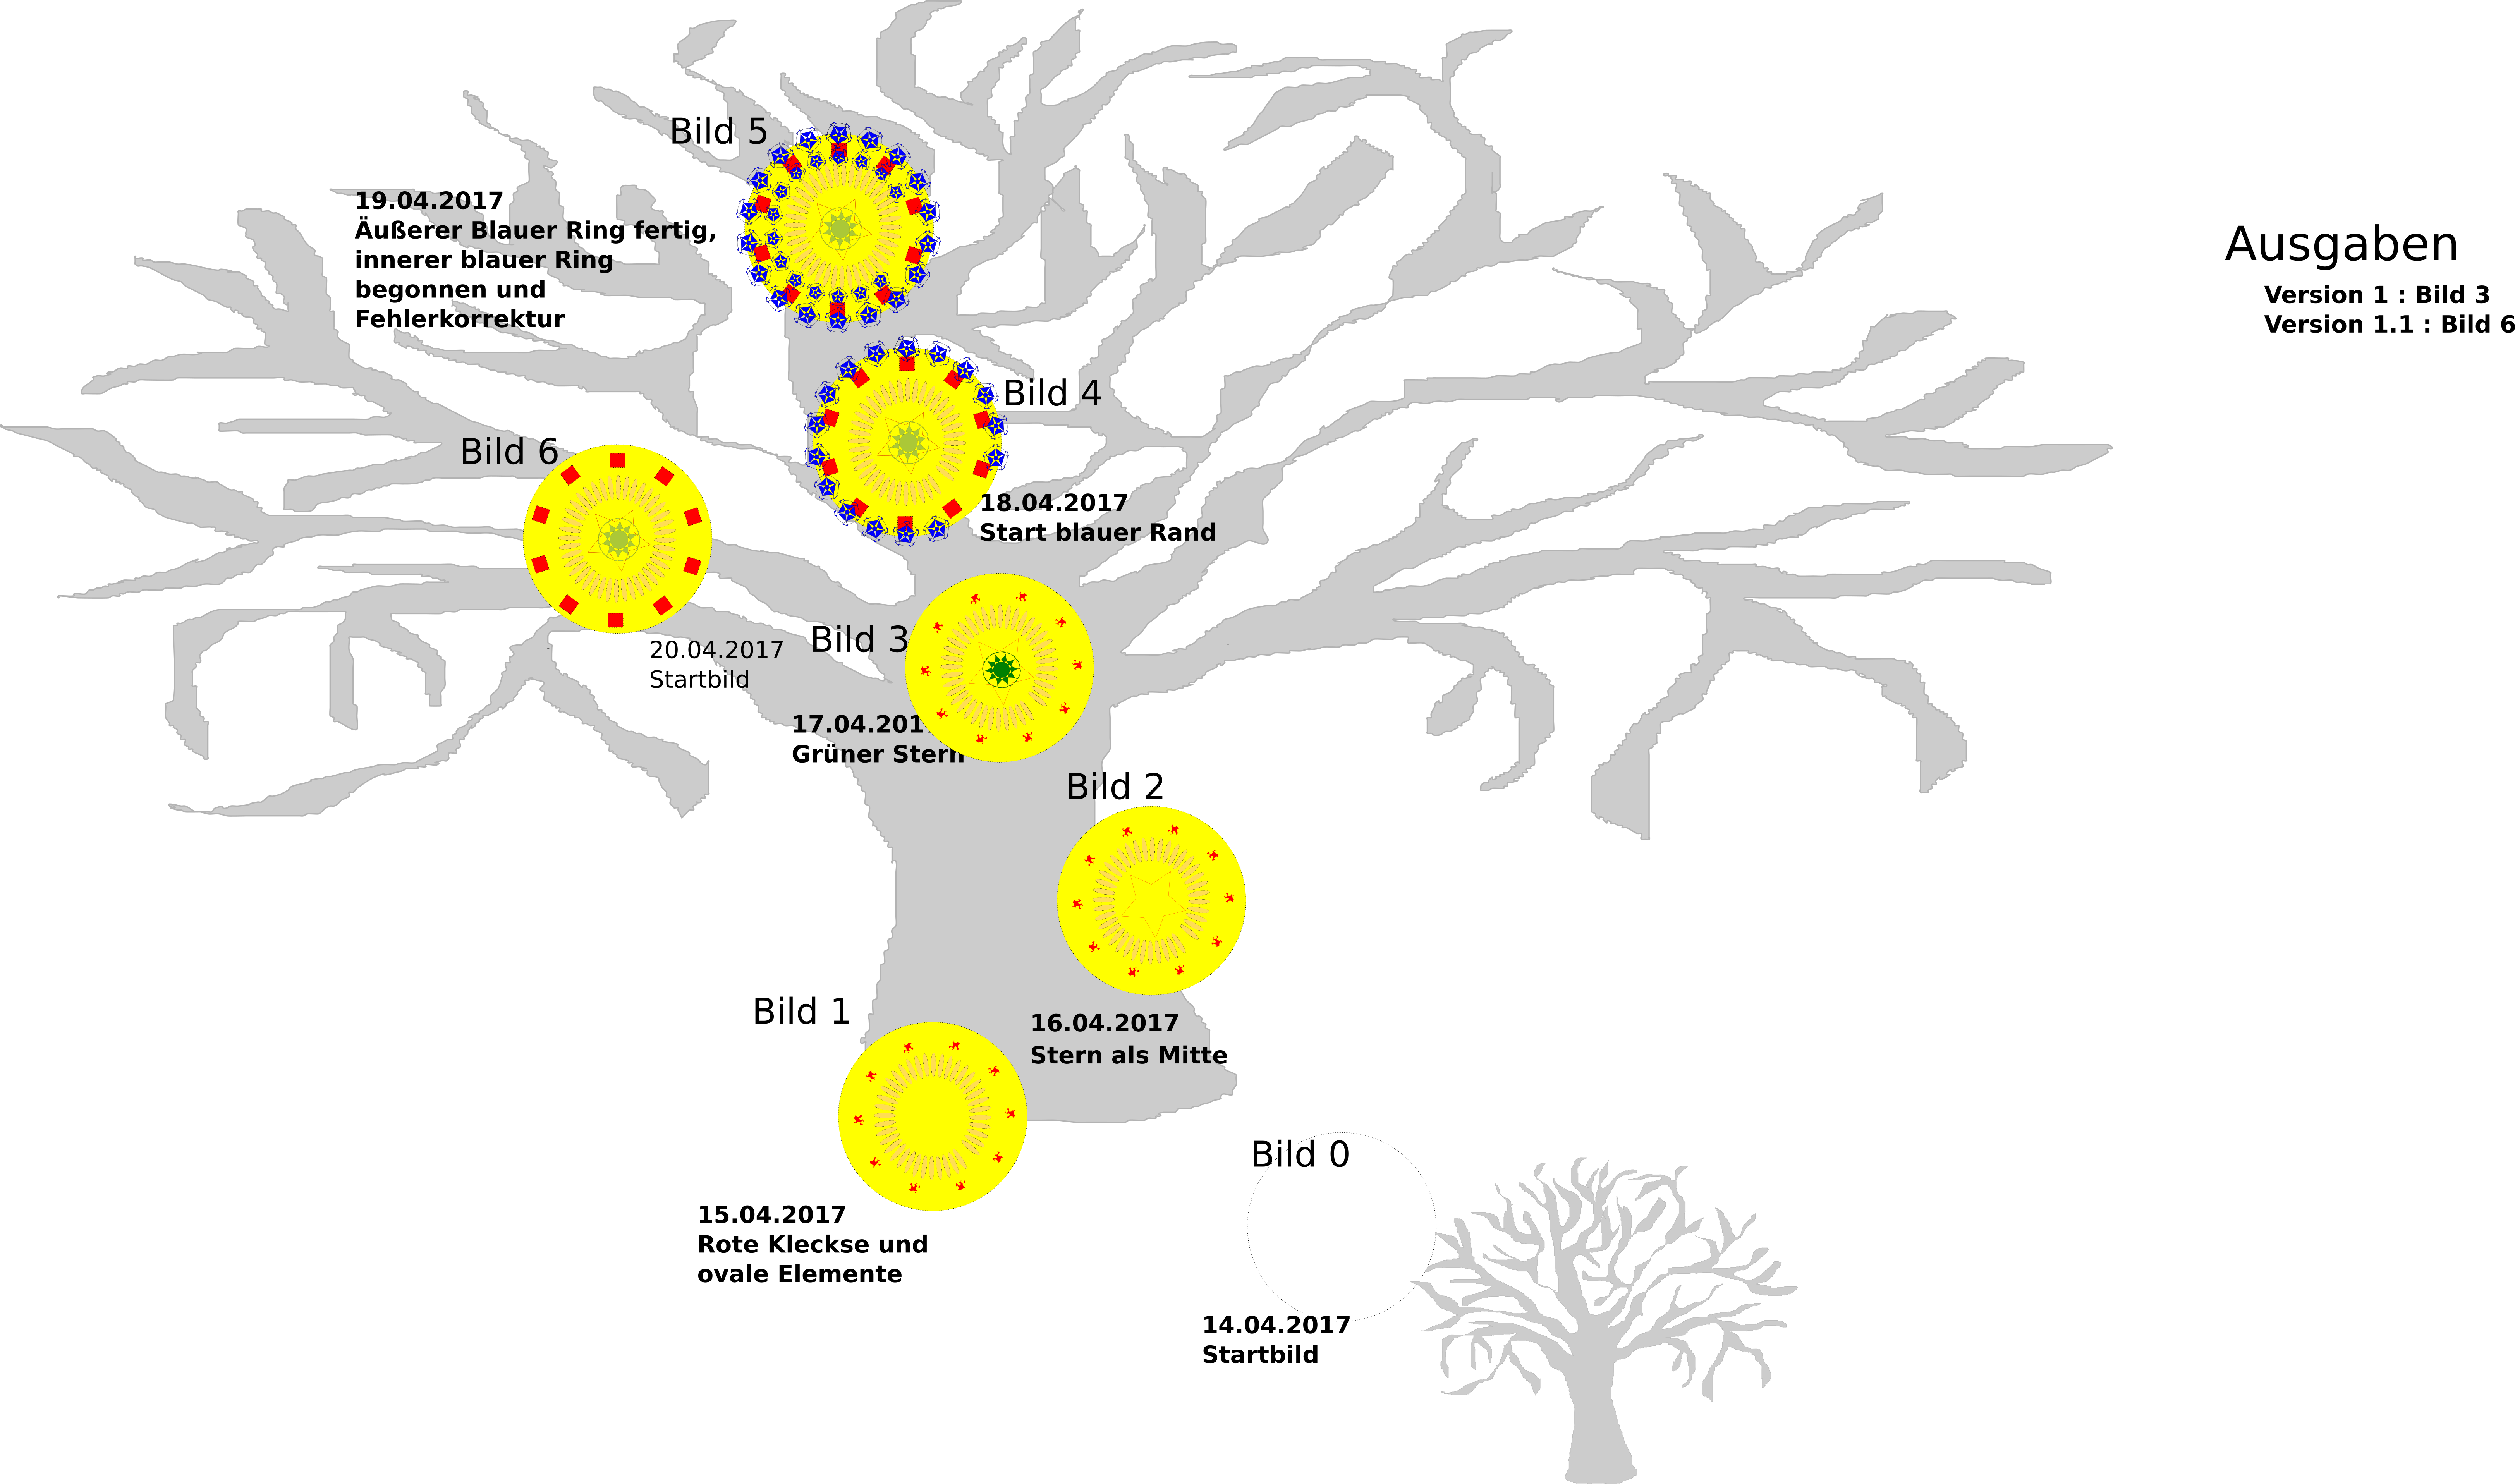 Bild 5
19.04.2017
Äußerer Blauer Ring fertig,
innerer blauer Ring
begonnen und
Fehlerkorrektur
Ausgaben
Version 1 : Bild 3
Version 1.1 : Bild 6
Bild 4
18.04.2017
Start blauer Rand
Bild 6
20.04.2017
Startbild
Bild 3
17.04.2017
Grüner Stern
Bild 2
16.04.2017
Stern als Mitte
Bild 1
15.04.2017
Rote Kleckse und
ovale Elemente
Bild 0
14.04.2017
Startbild